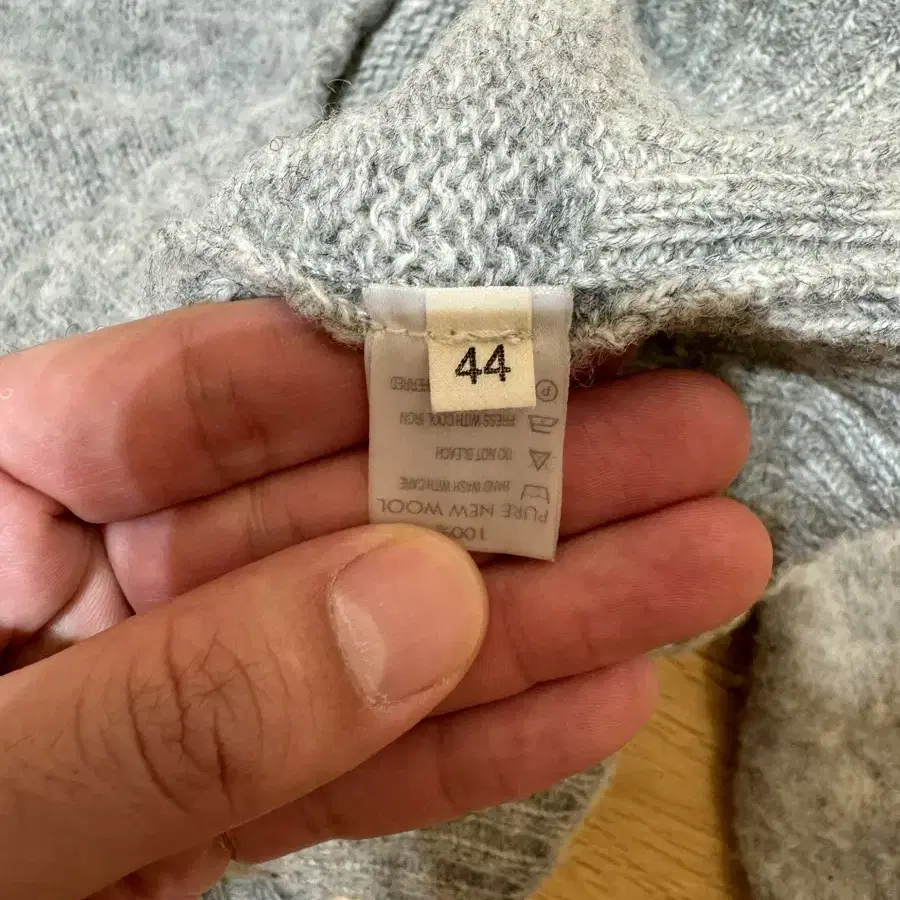 44
100%
PURE NEW WOOL
HAND WASH WITH CARE
DO NOT BLEACH
PRESS WITH COOL IRON
P